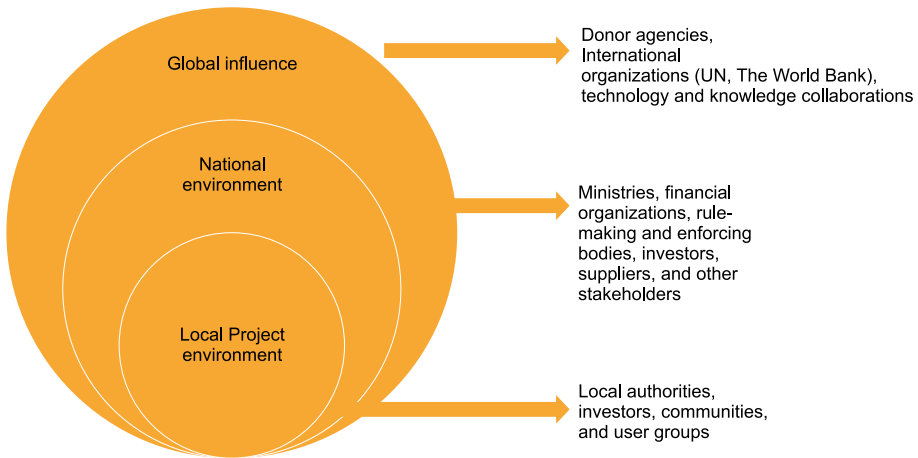 Global influence
Donor agencies,
International
organizations (UN, The World Bank),
technology and knowledge collaborations
National
environment
Ministries, financial
organizations, rule-
making and enforcing
bodies, investors,
suppliers, and other
stakeholders
Local Project
environment
Local authorities,
investors, communities,
and user groups